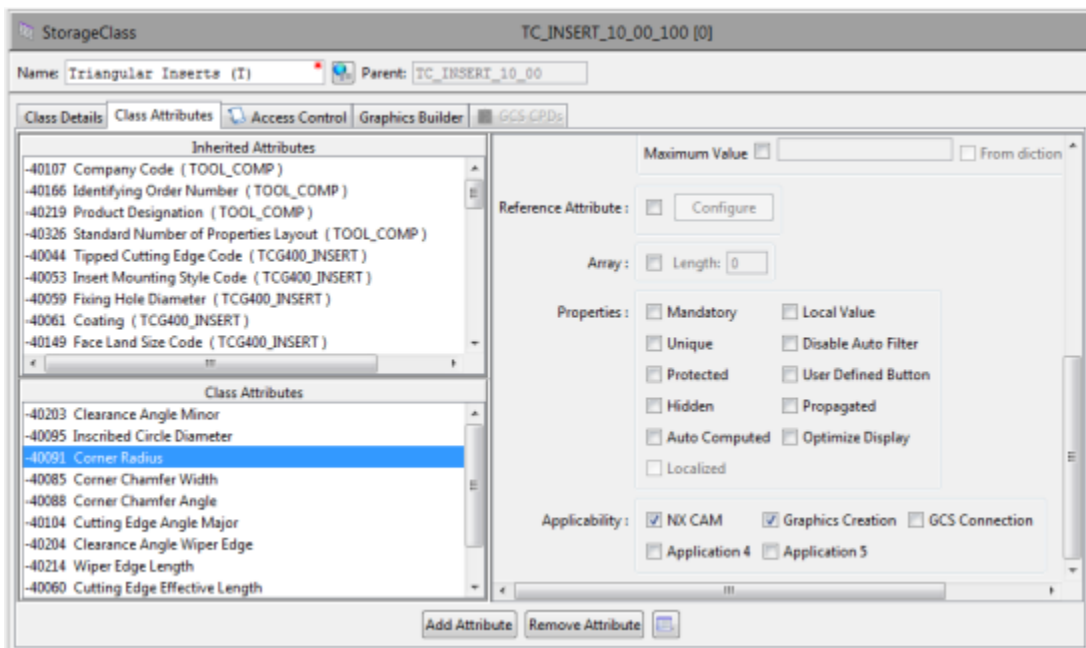 StorageClass TC_INSERT_10_00_100 [0]
Name: Triangular Inserts (T) * Parent: TC_INSERT_10_00
Class Details Class Attributes Access Control Graphics Builder GCS CPDs
Inherited Attributes
-40107 Company Code ( TOOL_COMP )
-40166 Identifying Order Number ( TOOL_COMP )
-40219 Product Designation ( TOOL_COMP )
-40326 Standard Number of Properties Layout ( TOOL_COMP )
-40044 Tipped Cutting Edge Code ( TCG400_INSERT )
-40053 Insert Mounting Style Code ( TCG400_INSERT )
-40059 Fixing Hole Diameter ( TCG400_INSERT )
-40061 Coating ( TCG400_INSERT )
-40149 Face Land Size Code ( TCG400_INSERT )
Class Attributes
-40203 Clearance Angle Minor
-40095 Inscribed Circle Diameter
-40091 Corner Radius
-40085 Corner Chamfer Width
-40088 Corner Chamfer Angle
-40104 Cutting Edge Angle Major
-40204 Clearance Angle Wiper Edge
-40214 Wiper Edge Length
-40060 Cutting Edge Effective Length
Maximum Value From diction
Reference Attribute : Configure
Array : Length: 0
Properties : Mandatory Local Value
Unique Disable Auto Filter
Protected User Defined Button
Hidden Propagated
Auto Computed Optimize Display
Localized
Applicability : NX CAM Graphics Creation GCS Connection
Application 4 Application 5
Add Attribute Remove Attribute